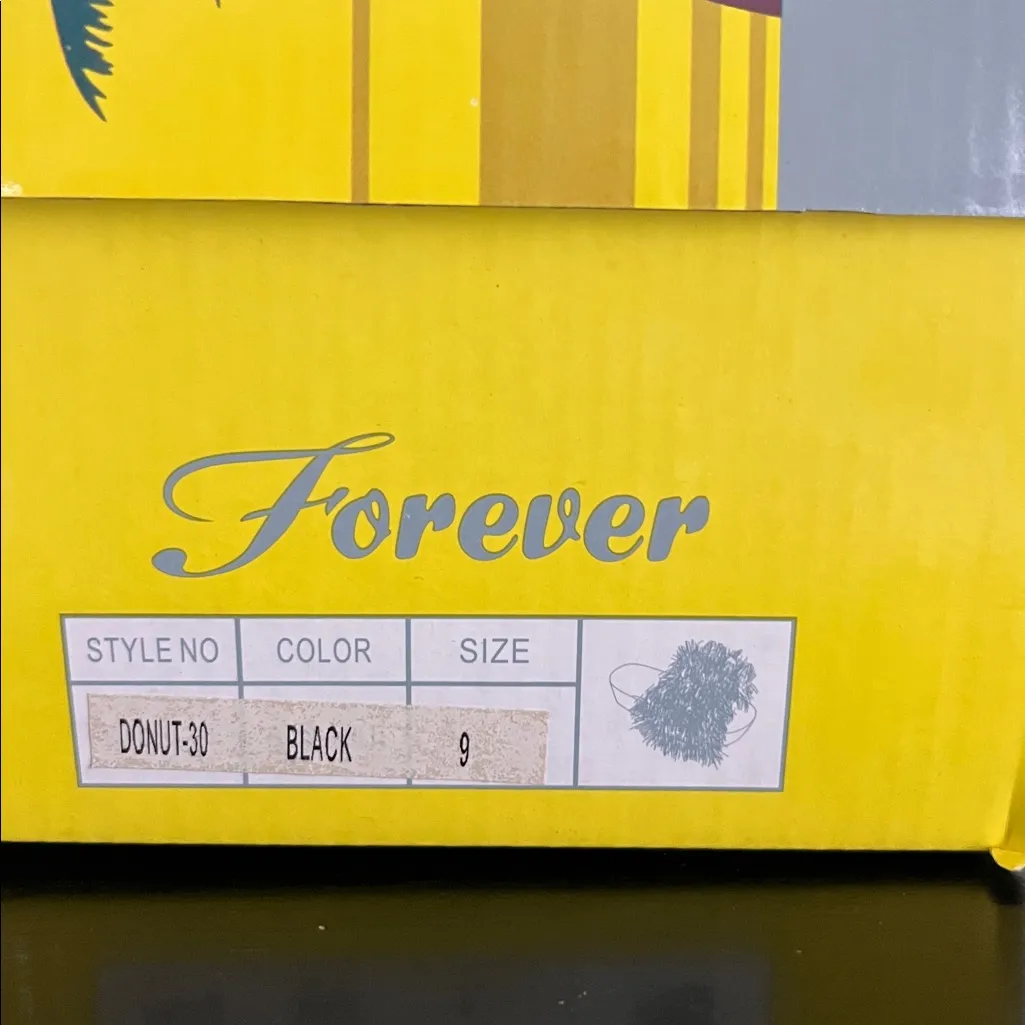 Forever
STYLE NO COLOR SIZE
DONUT-30 BLACK 9